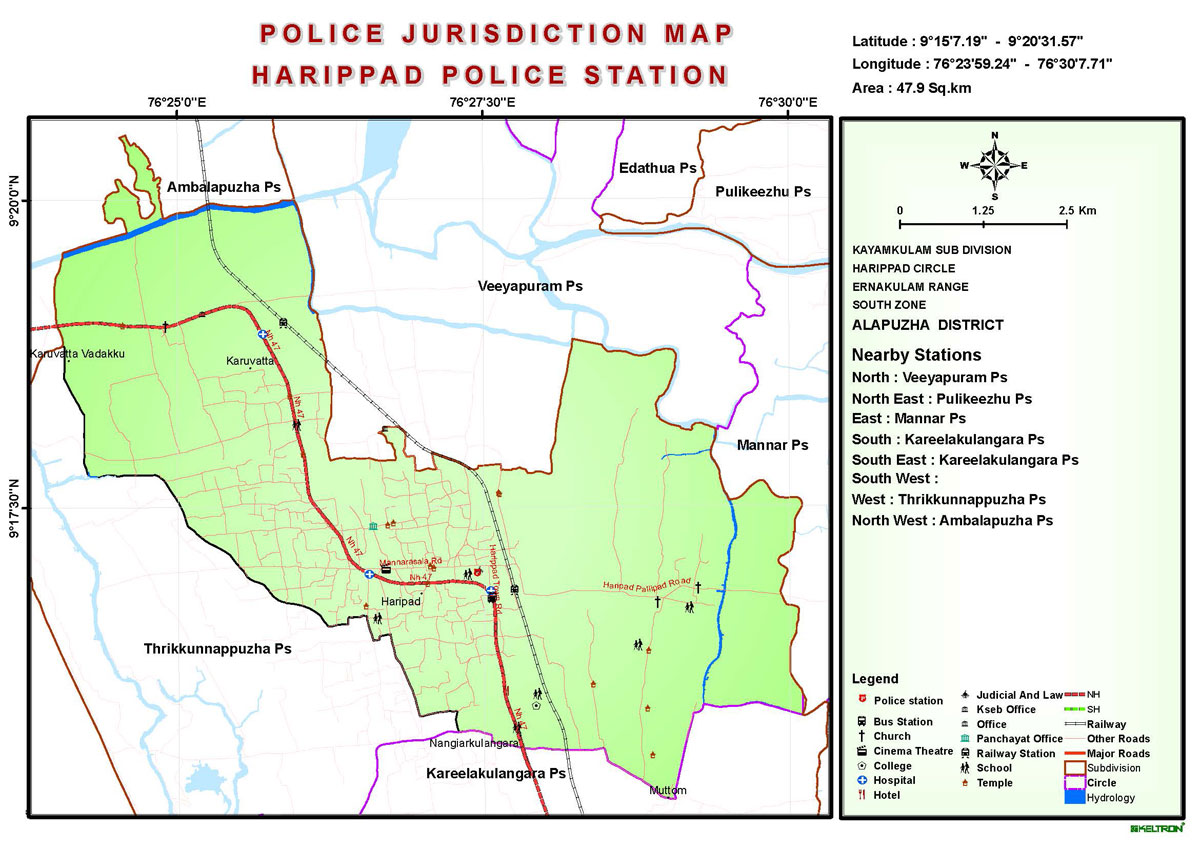 POLICE JURISDICTION MAP
HARIPPAD POLICE STATION
Latitude : 9°15'7.19" - 9°20'31.57"
Longitude : 76°23'59.24" - 76°30'7.71"
Area : 47.9 Sq.km
76°25'0"E
76°27'30"E
76°30'0"E
9°20'0"N
9°17'30"N
Ambalapuzha Ps
Edathua Ps
Pulikeezhu Ps
Veeyapuram Ps
Karuvatta Vadakku
Karuvatta
Nh 47
Nh 47
Mannar Ps
Nh 47
Mannarasala Rd
Nh 47
Harippad Town Rd
Haripad Pallipad Road
Haripad
Thrikkunnappuzha Ps
Nh 47
Nangiarkulangara
Kareelakulangara Ps
Muttom
N
W
E
S
0
1.25
2.5 Km
KAYAMKULAM SUB DIVISION
HARIPPAD CIRCLE
ERNAKULAM RANGE
SOUTH ZONE
ALAPUZHA DISTRICT
Nearby Stations
North : Veeyapuram Ps
North East : Pulikeezhu Ps
East : Mannar Ps
South : Kareelakulangara Ps
South East : Kareelakulangara Ps
South West :
West : Thrikkunnappuzha Ps
North West : Ambalapuzha Ps
Legend
Police station
Bus Station
Church
Cinema Theatre
College
Hospital
Hotel
Judicial And Law
Kseb Office
Office
Panchayat Office
Railway Station
School
Temple
NH
SH
Railway
Other Roads
Major Roads
Subdivision
Circle
Hydrology
KELTRON